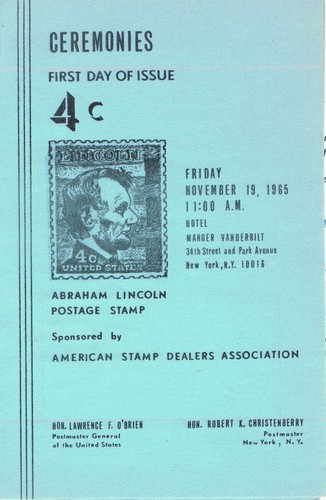 CEREMONIES
FIRST DAY OF ISSUE
4c
LINCOLN
4c
UNITED STATES
FRIDAY
NOVEMBER 19, 1965
11:00 A.M.
HOTEL
MANGER VANDERBILT
34th Street and Park Avenue
New York, N.Y. 10016
ABRAHAM LINCOLN
POSTAGE STAMP
Sponsored by
AMERICAN STAMP DEALERS ASSOCIATION
HON. LAWRENCE F. O'BRIEN
Postmaster General
of the United States
HON. ROBERT K. CHRISTENBERRY
Postmaster
New York, N. Y.